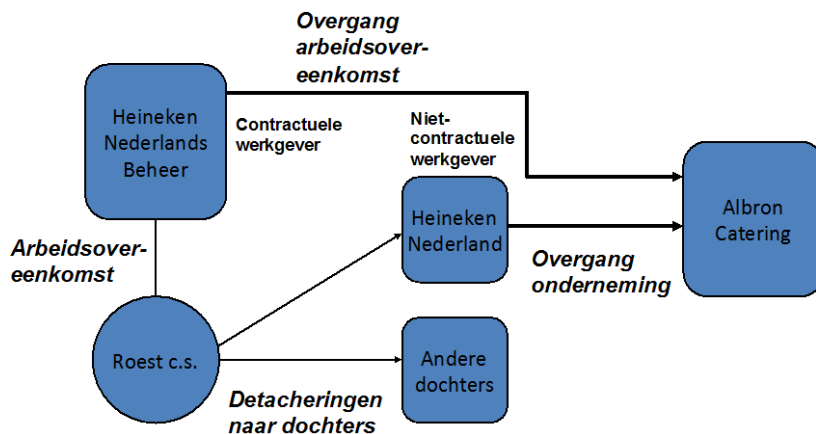 Overgang
arbeidsover-
eenkomst
Heineken
Nederlands
Beheer
Contractuele
werkgever
Niet-
contractuele
werkgever
Heineken
Nederland
Albron
Catering
Arbeidsover-
eenkomst
Overgang
onderneming
Roest c.s.
Andere
dochters
Detacheringen
naar dochters